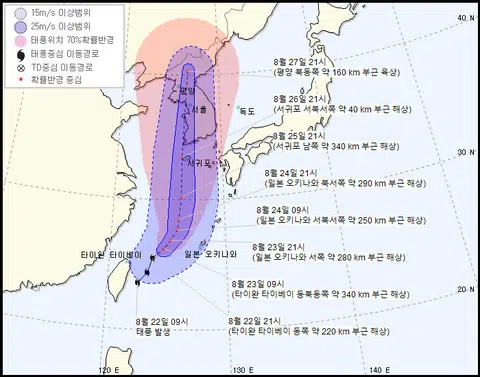 15m/s 이상범위
25m/s 이상범위
태풍위치 70%확률반경
태풍중심 이동경로
TD중심 이동경로
확률반경 중심
40 N
8월 27일 21시
(평양 북동쪽 약 160 km 부근 육상)
평양
8월 26일 21시
(서귀포 서북서쪽 약 40 km 부근 해상)
서울
독도
8월 25일 21시
(서귀포 남쪽 약 340 km 부근 해상)
30 N
서귀포
8월 24일 21시
(일본 오키나와 북서쪽 약 290 km 부근 해상)
8월 24일 09시
(일본 오키나와 서북서쪽 약 250 km 부근 해상)
8월 23일 21시
(일본 오키나와 서쪽 약 280 km 부근 해상)
타이완 타이베이
일본 오키나와
8월 23일 09시
(타이완 타이베이 동북동쪽 약 340 km 부근 해상)
20 N
8월 22일 09시
태풍 발생
8월 22일 21시
(타이완 타이베이 동쪽 약 220 km 부근 해상)
120 E
130 E
140 E